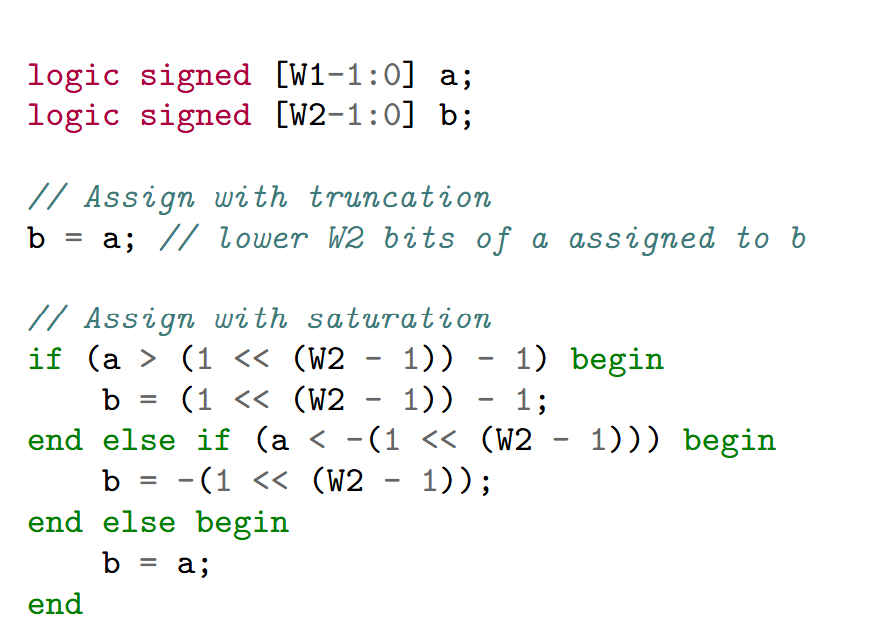 logic signed [W1-1:0] a;
logic signed [W2-1:0] b;
// Assign with truncation
b = a; // lower W2 bits of a assigned to b
// Assign with saturation
if (a > (1 << (W2 - 1)) - 1) begin
    b = (1 << (W2 - 1)) - 1;
end else if (a < -(1 << (W2 - 1))) begin
    b = -(1 << (W2 - 1));
end else begin
    b = a;
end